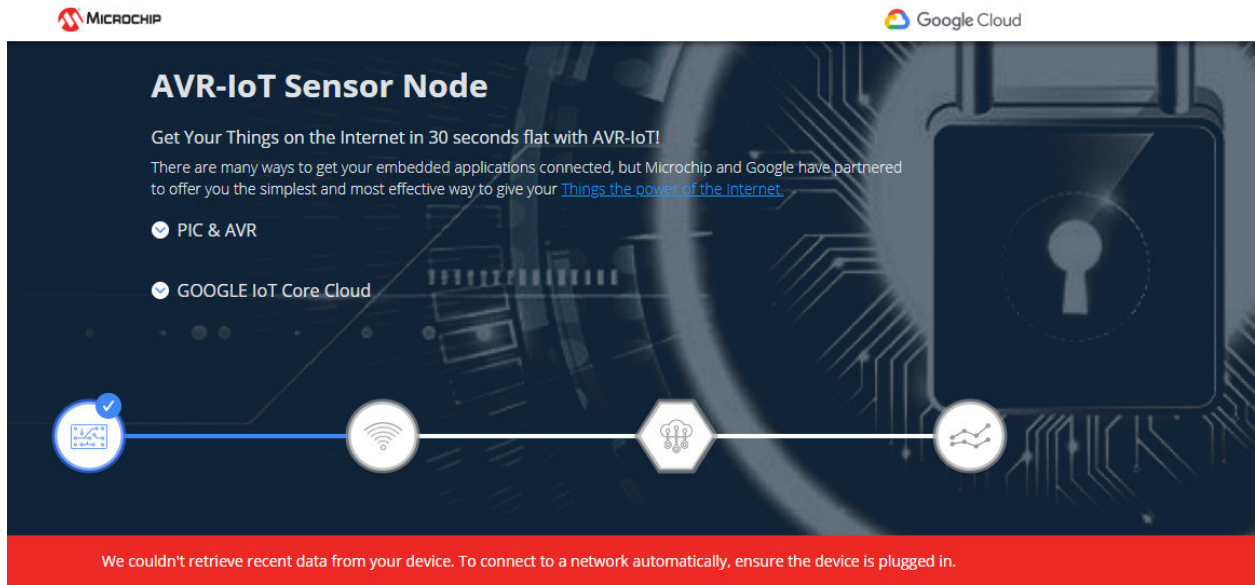 MICROCHIP
Google Cloud
AVR-IoT Sensor Node
Get Your Things on the Internet in 30 seconds flat with AVR-IoT!
There are many ways to get your embedded applications connected, but Microchip and Google have partnered
to offer you the simplest and most effective way to give your Things the power of the Internet.
PIC & AVR
GOOGLE IoT Core Cloud
We couldn't retrieve recent data from your device. To connect to a network automatically, ensure the device is plugged in.